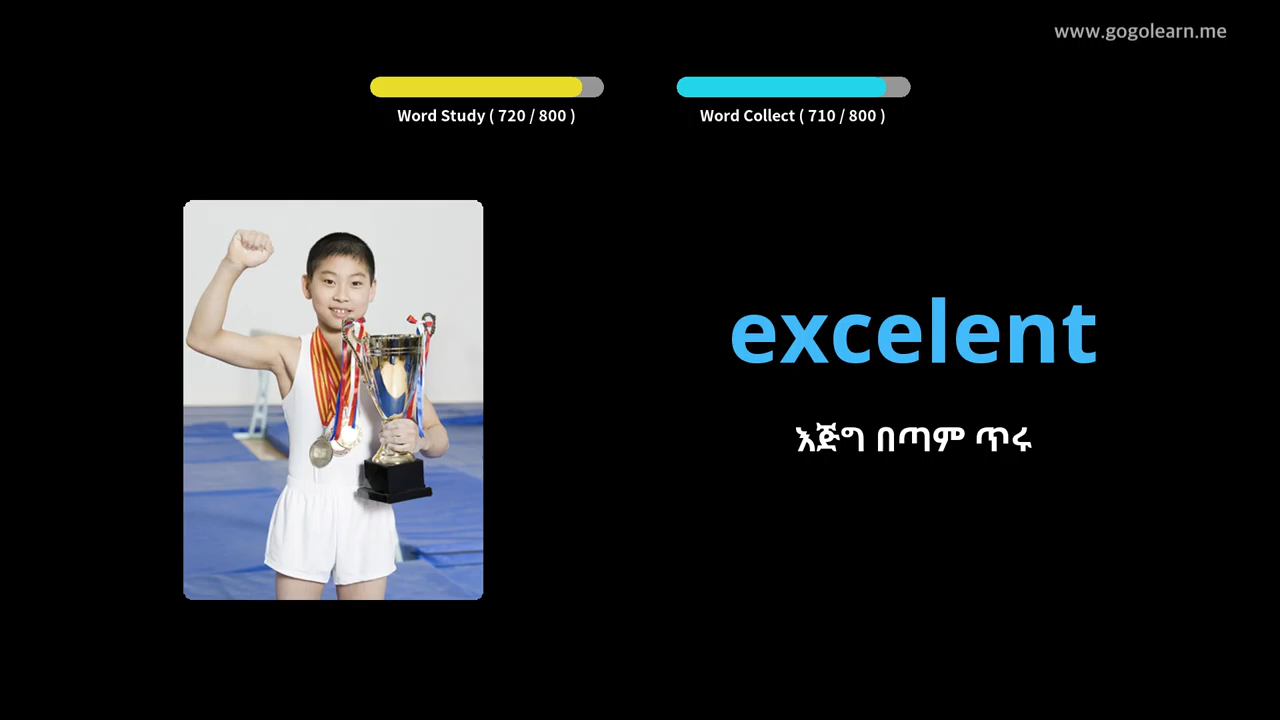 www.gogolearn.me
Word Study ( 720 / 800 )
Word Collect ( 710 / 800 )
excelent
እጅግ በጣም ጥሩ